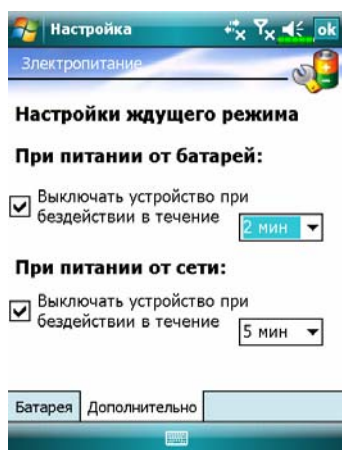 Настройка
ok
Электропитание
Настройки ждущего режима
При питании от батарей:
Выключать устройство при
бездействии в течение
2 мин
При питании от сети:
Выключать устройство при
бездействии в течение
5 мин
Батарея Дополнительно